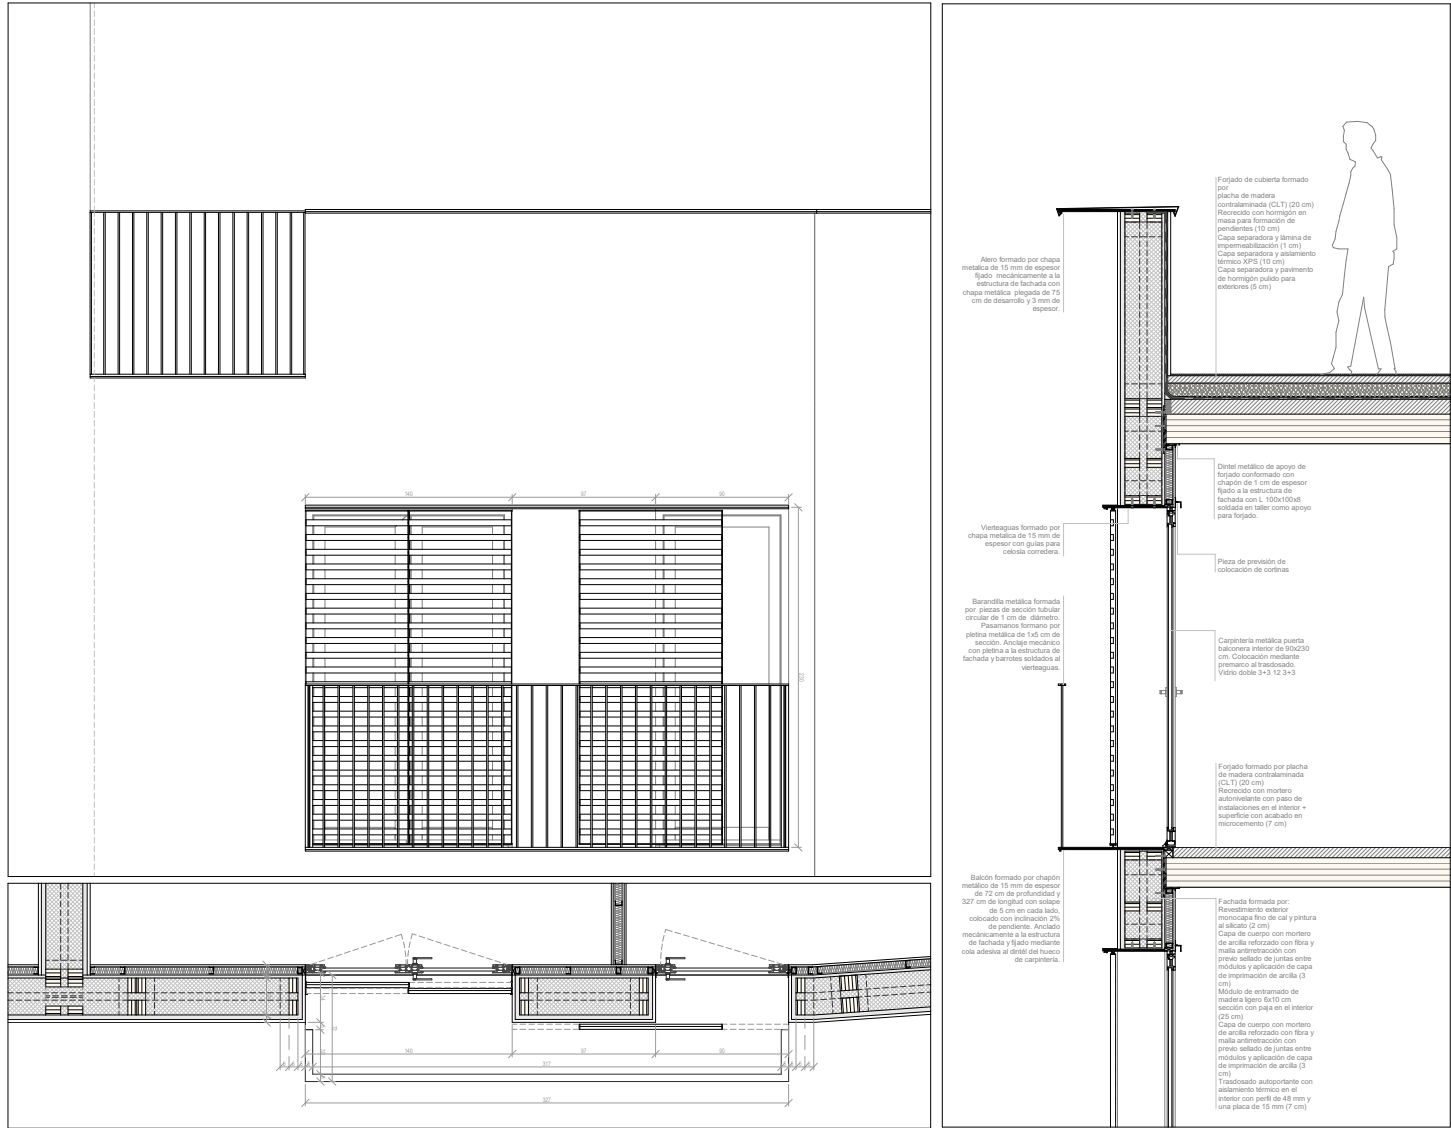 140
97
90
230
140
97
90
317
327
Alero formado por chapa
metalica de 15 mm de espesor
fijado mecánicamente a la
estructura de fachada con
chapa metálica plegada de 75
cm de desarrollo y 3 mm de
espesor.
Vierteaguas formado por
chapa metalica de 15 mm de
espesor con guías para
celosía corredera.
Barandilla metálica formada
por piezas de sección tubular
circular de 1 cm de diámetro.
Pasamanos formano por
pletina metálica de 1x5 cm de
sección. Anclaje mecánico
con pletina a la estructura de
fachada y barrotes soldados al
vierteaguas.
Balcón formado por chapón
metálico de 15 mm de espesor
de 72 cm de profundidad y
327 cm de longitud con solape
de 5 cm en cada lado,
colocado con inclinación 2%
de pendiente. Anclado
mecánicamente a la estructura
de fachada y fijado mediante
cola adesiva al dintél del hueco
de carpintería.
Forjado de cubierta formado
por
placha de madera
contralaminada (CLT) (20 cm)
Recrecido con hormigón en
masa para formación de
pendientes (10 cm)
Capa separadora y lámina de
impermeabilización (1 cm)
Capa separadora y aislamiento
térmico XPS (10 cm)
Capa separadora y pavimento
de hormigón pulido para
exteriores (5 cm)
Dintel metálico de apoyo de
forjado conformado con
chapón de 1 cm de espesor
fijado a la estructura de
fachada con L 100x100x8
soldada en taller como apoyo
para forjado.
Pieza de previsión de
colocación de cortinas
Carpintería metálica puerta
balconera interior de 90x230
cm. Colocación mediante
premarco al trasdosado.
Vidrio doble 3+3 12 3+3
Forjado formado por placha
de madera contralaminada
(CLT) (20 cm)
Recrecido con mortero
autonivelante con paso de
instalaciones en el interior +
superficie con acabado en
microcemento (7 cm)
Fachada formada por:
Revestimiento exterior
monocapa fino de cal y pintura
al silicato (2 cm)
Capa de cuerpo con mortero
de arcilla reforzado con fibra y
malla antirretracción con
previo sellado de juntas entre
módulos y aplicación de capa
de imprimación de arcilla (3
cm)
Módulo de entramado de
madera ligero 6x10 cm
sección con paja en el interior
(25 cm)
Capa de cuerpo con mortero
de arcilla reforzado con fibra y
malla antirretracción con
previo sellado de juntas entre
módulos y aplicación de capa
de imprimación de arcilla (3
cm)
Trasdosado autoportante con
aislamiento térmico en el
interior con perfil de 48 mm y
una placa de 15 mm (7 cm)